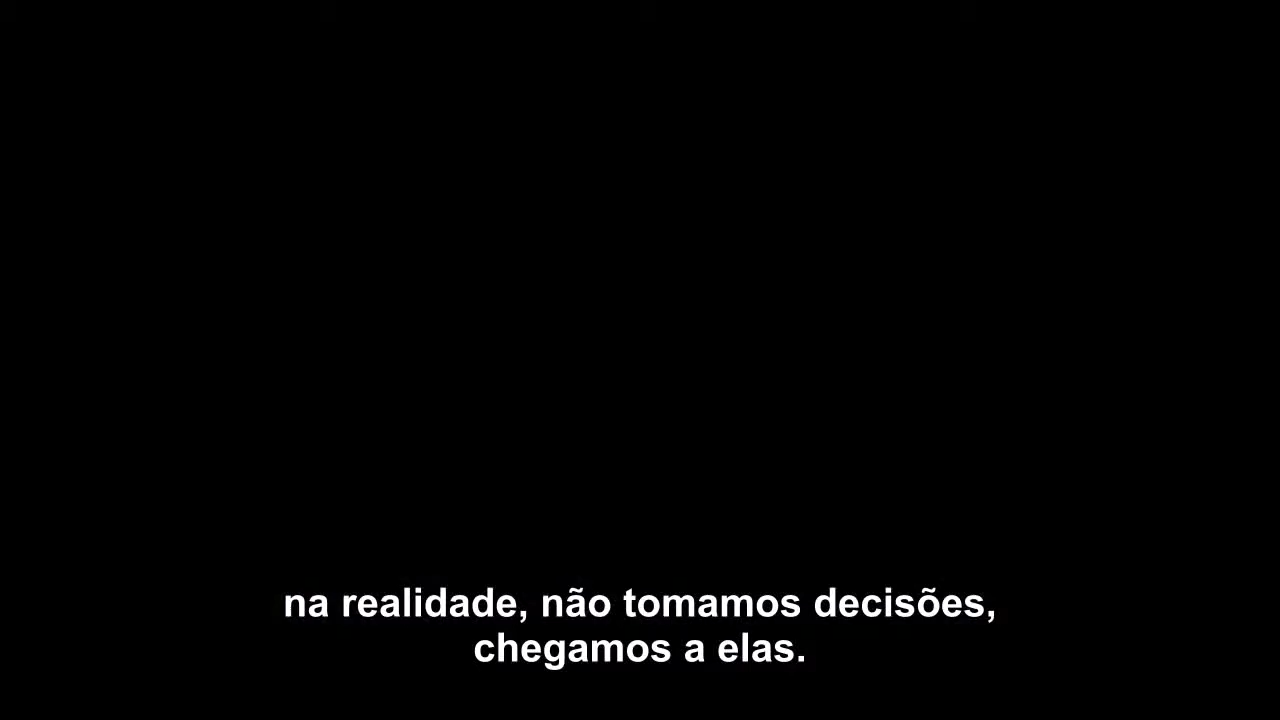 na realidade, não tomamos decisões,
chegamos a elas.